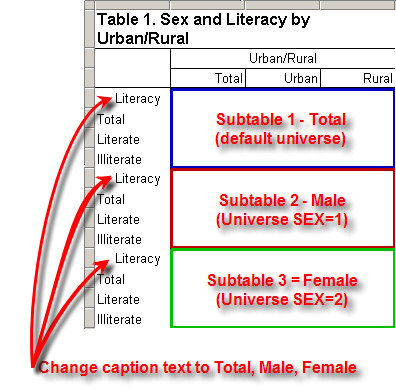 Table 1. Sex and Literacy by
Urban/Rural
Urban/Rural
Total Urban Rural
Literacy
Total
Literate
Illiterate
Subtable 1 - Total
(default universe)
Literacy
Total
Literate
Illiterate
Subtable 2 - Male
(Universe SEX=1)
Literacy
Total
Literate
Illiterate
Subtable 3 = Female
(Universe SEX=2)
Change caption text to Total, Male, Female